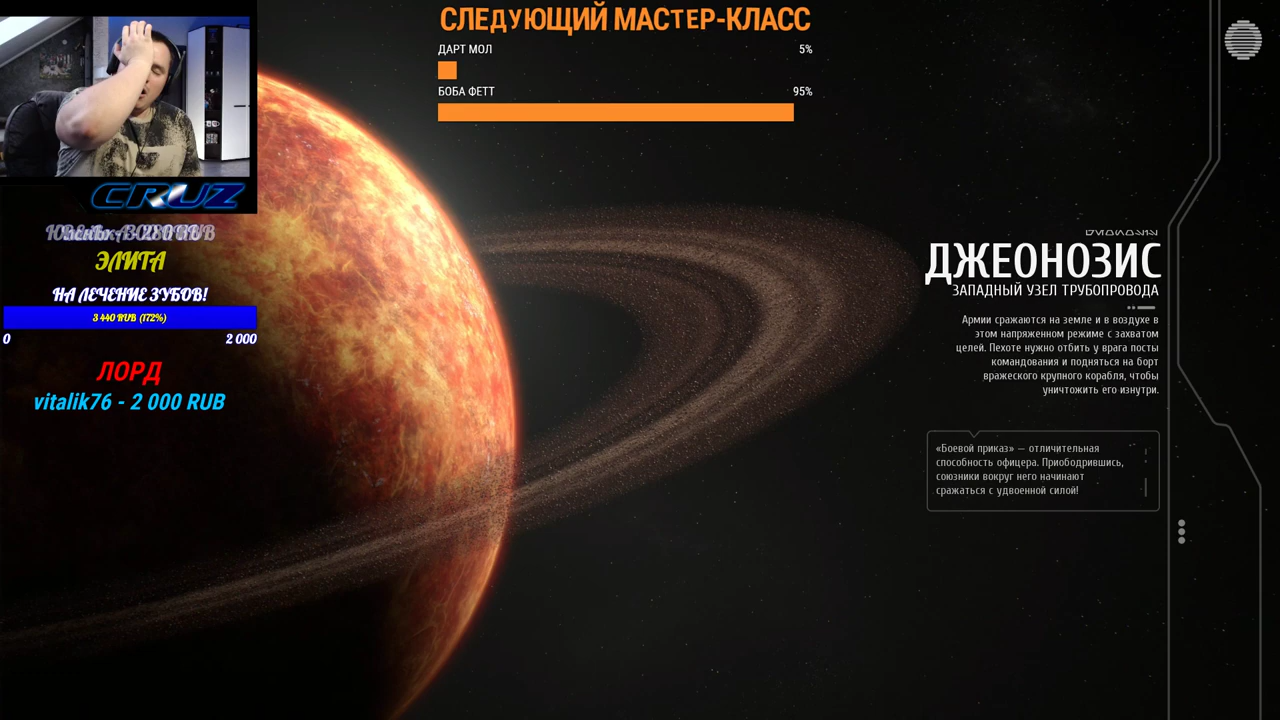 СЛЕДУЮЩИЙ МАСТЕР-КЛАСС
ДАРТ МОЛ 5%
БОБА ФЕТТ 95%
CRUZ
ЭЛИТА
НА ЛЕЧЕНИЕ ЗУБОВ!
3 440 RUB (172%)
0 2 000
ЛОРД
vitalik76 - 2 000 RUB
ДЖЕОНОЗИС
ЗАПАДНЫЙ УЗЕЛ ТРУБОПРОВОДА
Армии сражаются на земле и в воздухе в
этом напряженном режиме с захватом
целей. Пехоте нужно отбить у врага посты
командования и подняться на борт
вражеского крупного корабля, чтобы
уничтожить его изнутри.
«Боевой приказ» — отличительная
способность офицера. Приободрившись,
союзники вокруг него начинают
сражаться с удвоенной силой!